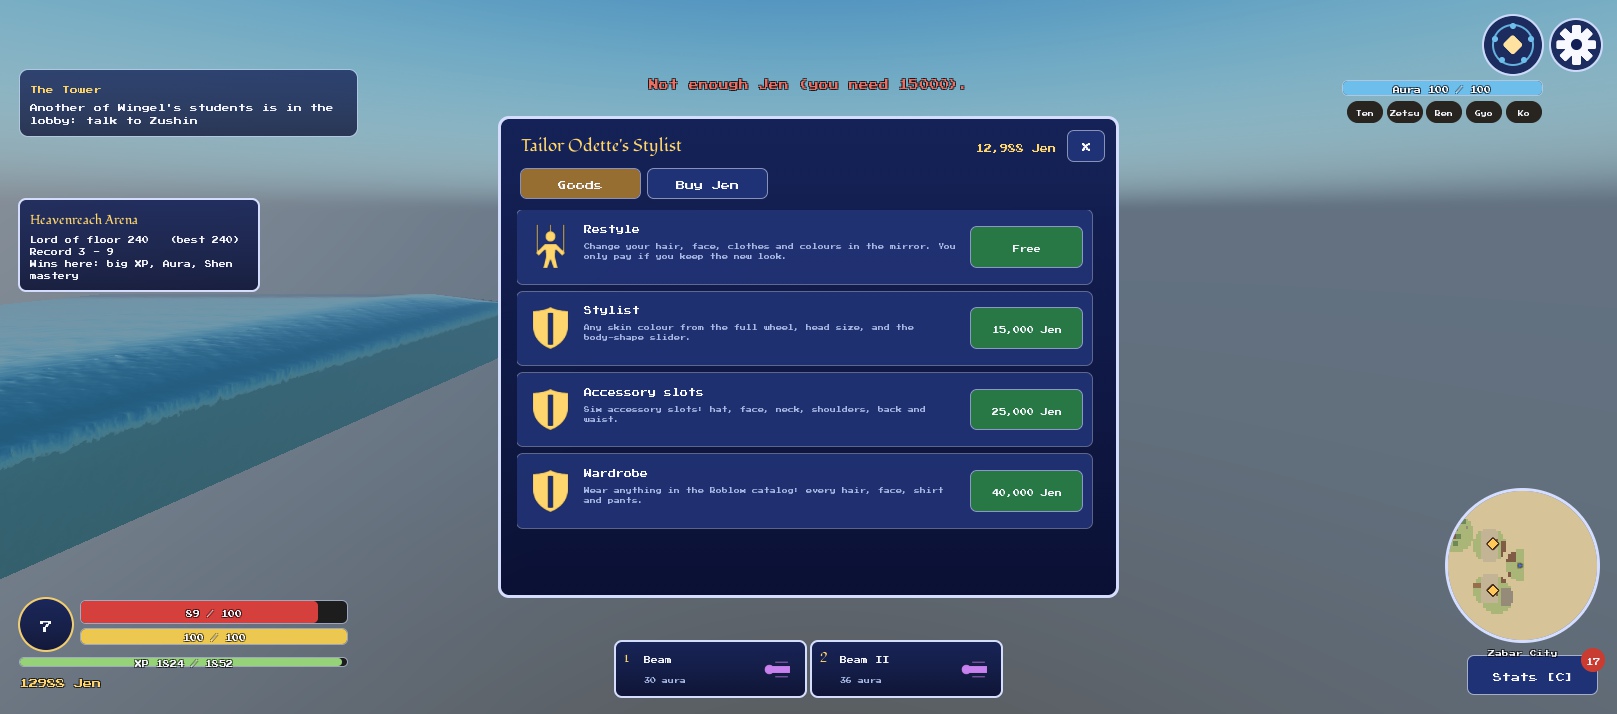 The Tower
Another of Wingel's students is in the
lobby: talk to Zushin
Heavenreach Arena
Lord of floor 240 (best 240)
Record 3 - 9
Wins here: big XP, Aura, Shen
mastery
Not enough Jen (you need 15000).
Aura 100 / 100
Ten Zetsu Ren Gyo Ko
Tailor Odette's Stylist
12,988 Jen
X
Goods
Buy Jen
Restyle
Change your hair, face, clothes and colours in the mirror. You
only pay if you keep the new look.
Free
Stylist
Any skin colour from the full wheel, head size, and the
body-shape slider.
15,000 Jen
Accessory slots
Six accessory slots: hat, face, neck, shoulders, back and
waist.
25,000 Jen
Wardrobe
Wear anything in the Roblox catalog: every hair, face, shirt
and pants.
40,000 Jen
7
89 / 100
100 / 100
XP 1824 / 1852
12988 Jen
1 Beam
30 aura
2 Beam II
36 aura
Zabar City
17
Stats [C]